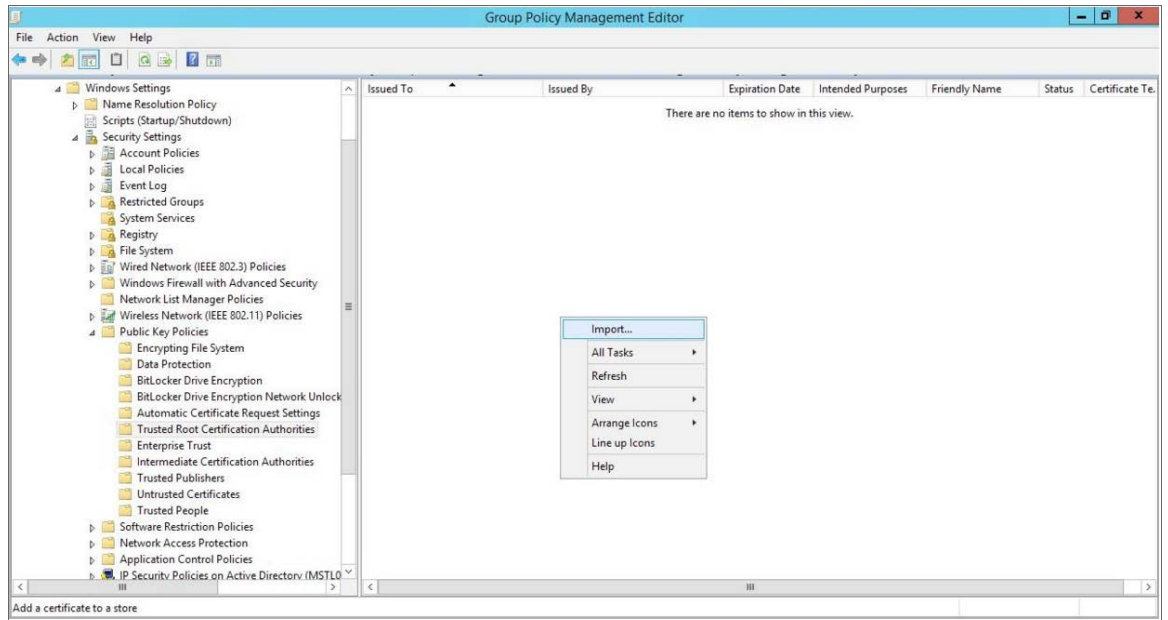 Group Policy Management Editor
File Action View Help
Windows Settings
Name Resolution Policy
Scripts (Startup/Shutdown)
Security Settings
Account Policies
Local Policies
Event Log
Restricted Groups
System Services
Registry
File System
Wired Network (IEEE 802.3) Policies
Windows Firewall with Advanced Security
Network List Manager Policies
Wireless Network (IEEE 802.11) Policies
Public Key Policies
Encrypting File System
Data Protection
BitLocker Drive Encryption
BitLocker Drive Encryption Network Unlock
Automatic Certificate Request Settings
Trusted Root Certification Authorities
Enterprise Trust
Intermediate Certification Authorities
Trusted Publishers
Untrusted Certificates
Trusted People
Software Restriction Policies
Network Access Protection
Application Control Policies
IP Security Policies on Active Directory (MSTL0
Issued To Issued By Expiration Date Intended Purposes Friendly Name Status Certificate Te.
There are no items to show in this view.
Import...
All Tasks
Refresh
View
Arrange Icons
Line up Icons
Help
Add a certificate to a store